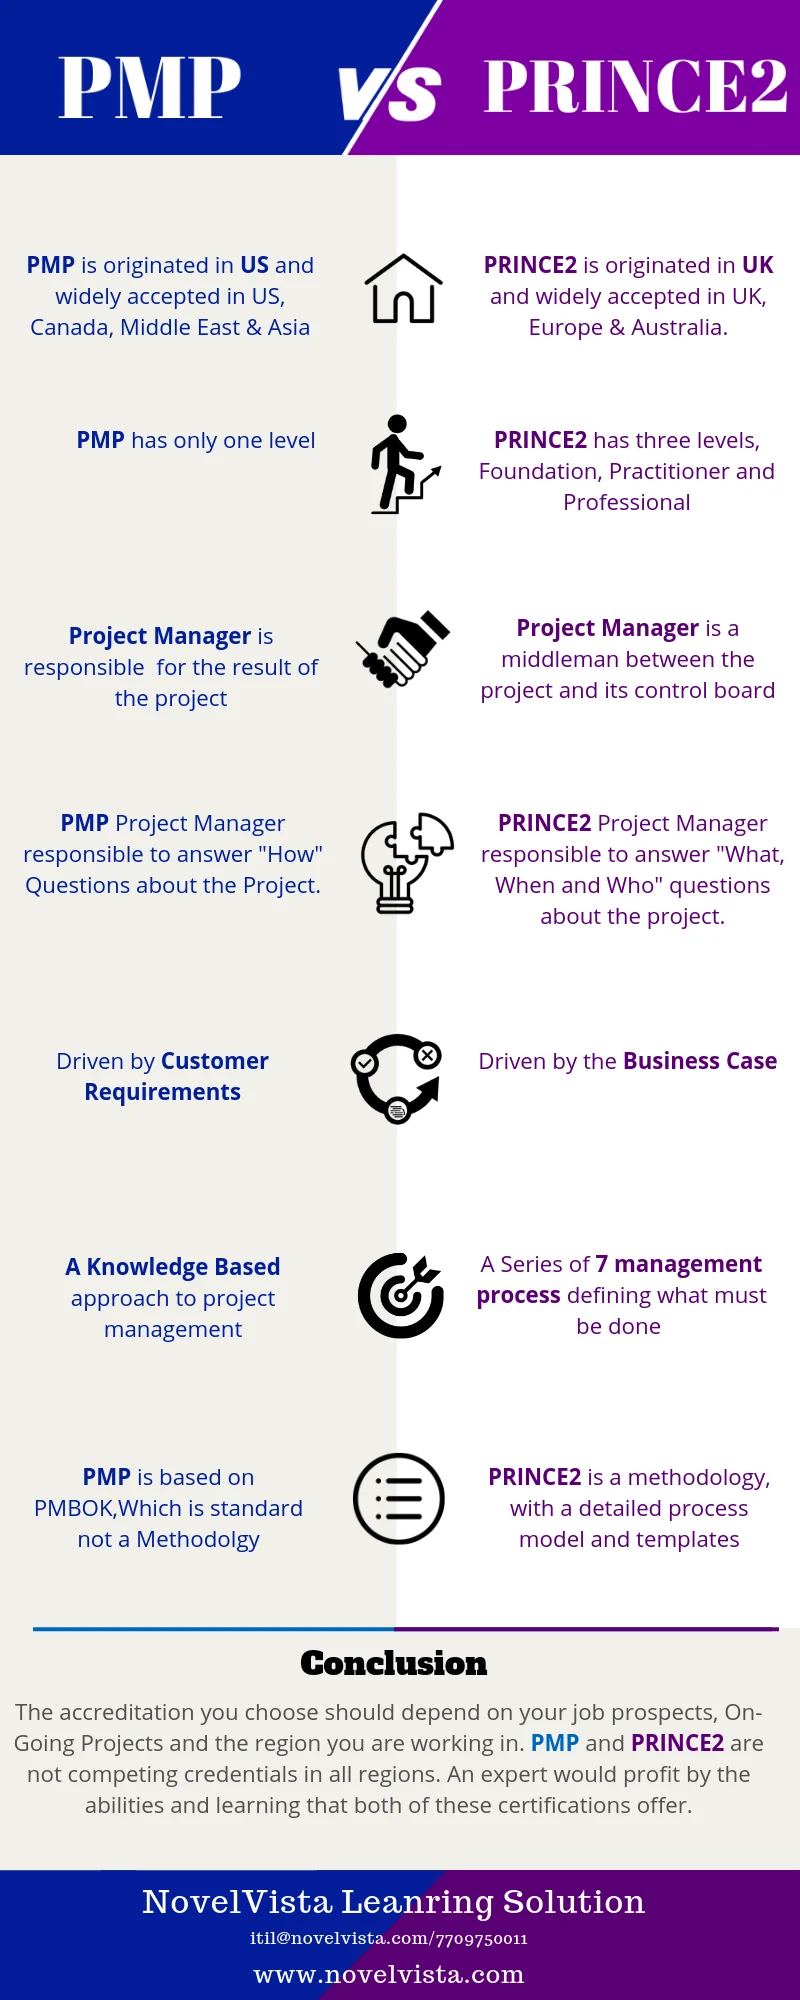 PMP VS PRINCE2
PMP is originated in US and
widely accepted in US,
Canada, Middle East & Asia
PRINCE2 is originated in UK
and widely accepted in UK,
Europe & Australia.
PMP has only one level
PRINCE2 has three levels,
Foundation, Practitioner and
Professional
Project Manager is
responsible for the result of
the project
Project Manager is a
middleman between the
project and its control board
PMP Project Manager
responsible to answer "How"
Questions about the Project.
PRINCE2 Project Manager
responsible to answer "What,
When and Who" questions
about the project.
Driven by Customer
Requirements
Driven by the Business Case
A Knowledge Based
approach to project
management
A Series of 7 management
process defining what must
be done
PMP is based on
PMBOK,Which is standard
not a Methodolgy
PRINCE2 is a methodology,
with a detailed process
model and templates
Conclusion
The accreditation you choose should depend on your job prospects, On-
Going Projects and the region you are working in. PMP and PRINCE2 are
not competing credentials in all regions. An expert would profit by the
abilities and learning that both of these certifications offer.
NovelVista Leanring Solution
itil@novelvista.com/7709750011
www.novelvista.com